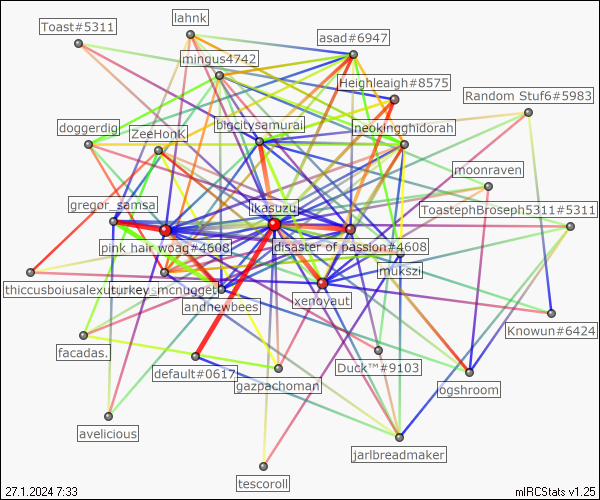 lahnk
Toast#5311
asad#6947
mingus4742
Heighleaigh#8575
Random Stuf6#5983
doggerdig
ZeeHonK
bigcitysamurai
neokingghidorah
moonraven
gregor_samsa
ikasuzu
ToastephBroseph5311#5311
pink hair woag#4608
disaster of passion#4608
mukszi
thiccusboiusalexuturkey_mcnugget
andnewbees
xenoyaut
Knowun#6424
facadas.
default#0617
gazpachoman
Duck™#9103
ogshroom
avelicious
jarlbreadmaker
tescoroll
27.1.2024 7:33
mIRCStats v1.25